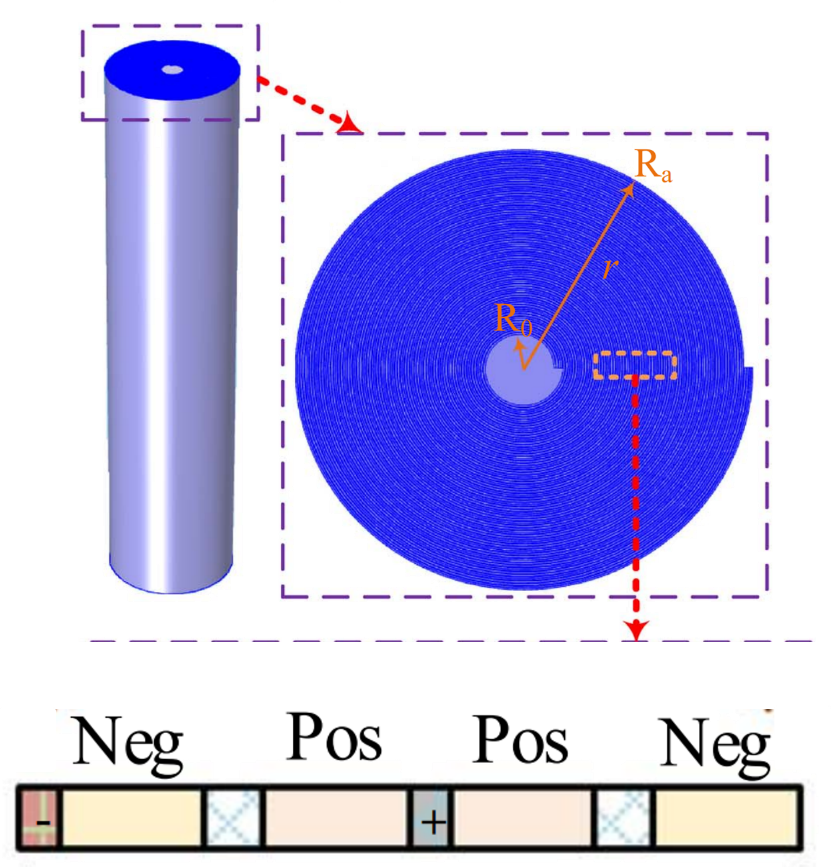 Rₐ
r
R₀
Neg Pos Pos Neg
- +